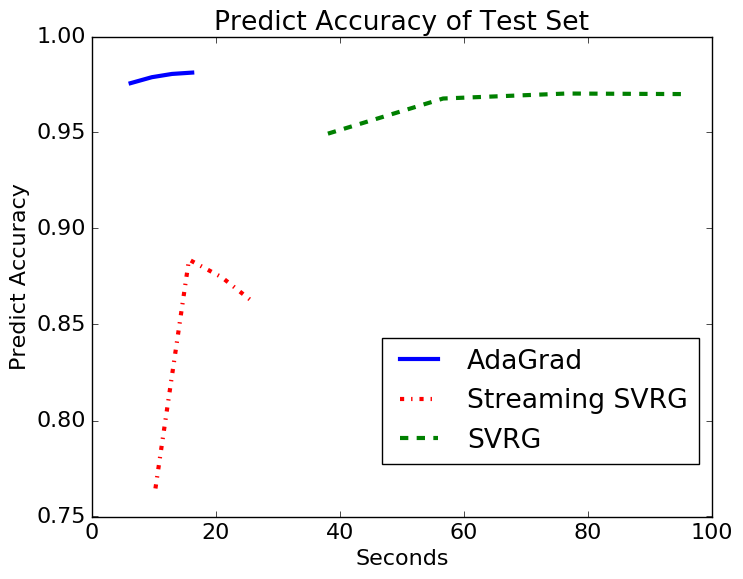 Predict Accuracy of Test Set
Predict Accuracy
1.00
0.95
0.90
0.85
0.80
0.75
AdaGrad
Streaming SVRG
SVRG
0
20
40
60
80
100
Seconds